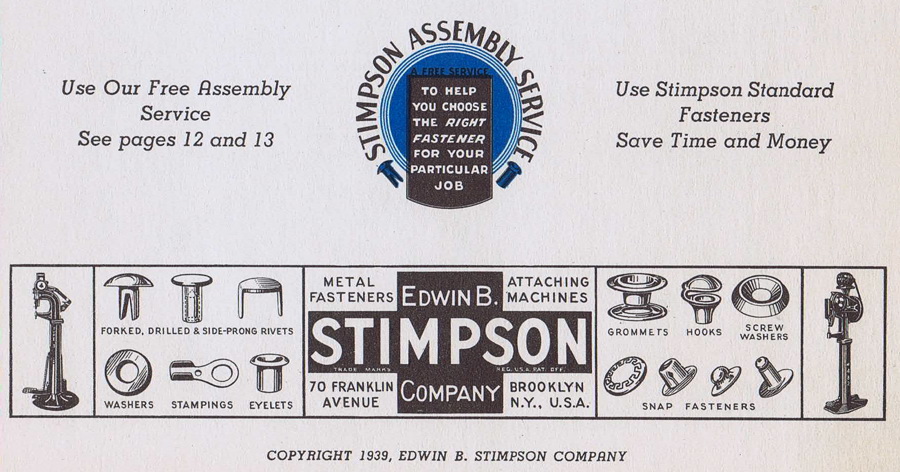 Use Our Free Assembly
Service
See pages 12 and 13
STIMPSON ASSEMBLY SERVICE
A FREE SERVICE
TO HELP
YOU CHOOSE
THE RIGHT
FASTENER
FOR YOUR
PARTICULAR
JOB
Use Stimpson Standard
Fasteners
Save Time and Money
FORKED, DRILLED & SIDE-PRONG RIVETS
WASHERS STAMPINGS EYELETS
METAL
FASTENERS
EDWIN B.
ATTACHING
MACHINES
STIMPSON
TRADE MARKS REG. U.S.A. PAT. OFF.
70 FRANKLIN
AVENUE
COMPANY
BROOKLYN
N.Y., U.S.A.
GROMMETS HOOKS SCREW
WASHERS
SNAP FASTENERS
COPYRIGHT 1939, EDWIN B. STIMPSON COMPANY